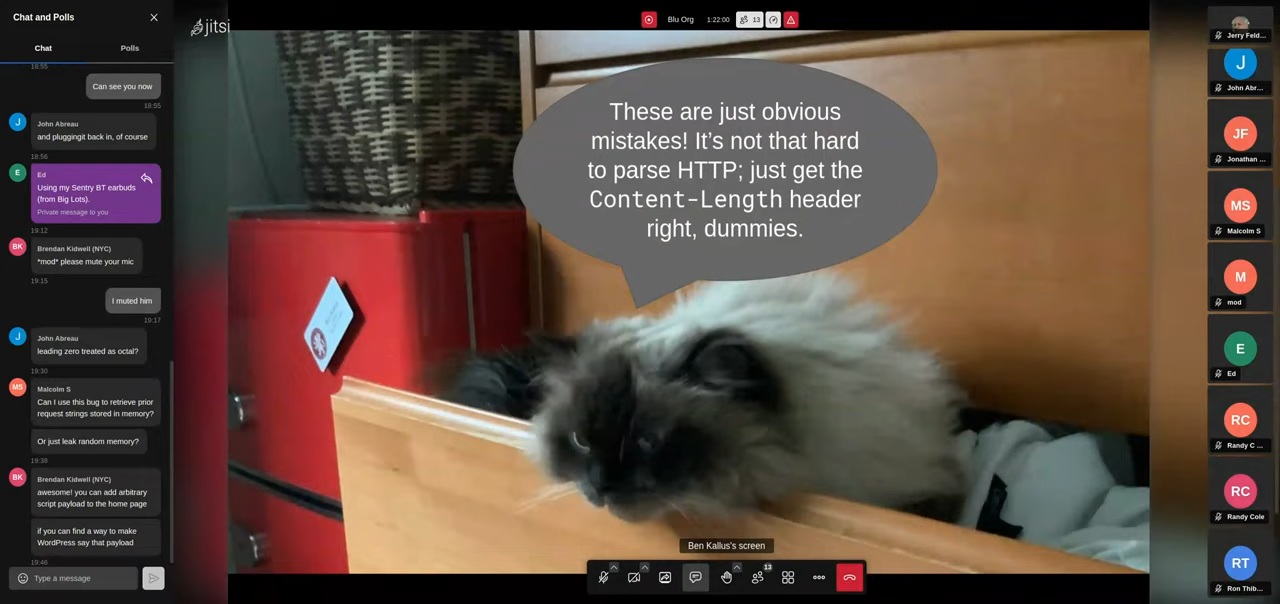 Chat and Polls
Chat
Polls
18:55
Can see you now
18:55
John Abreau
and pluggingit back in, of course
18:56
Ed
Using my Sentry BT earbuds
(from Big Lots).
Private message to you
19:12
Brendan Kidwell (NYC)
*mod* please mute your mic
19:15
I muted him
19:17
John Abreau
leading zero treated as octal?
19:30
Malcolm S
Can I use this bug to retrieve prior
request strings stored in memory?
Or just leak random memory?
19:38
Brendan Kidwell (NYC)
awesome! you can add arbitrary
script payload to the home page
if you can find a way to make
WordPress say that payload
19:46
Type a message
J
E
BK
J
MS
BK
jitsi
Blu Org
1:22:00
13
These are just obvious
mistakes! It’s not that hard
to parse HTTP; just get the
Content-Length header
right, dummies.
Ben Kallus's screen
13
Jerry Feld...
J
John Abr...
JF
Jonathan ...
MS
Malcolm S
M
mod
E
Ed
RC
Randy C ...
RC
Randy Cole
RT
Ron Thib...